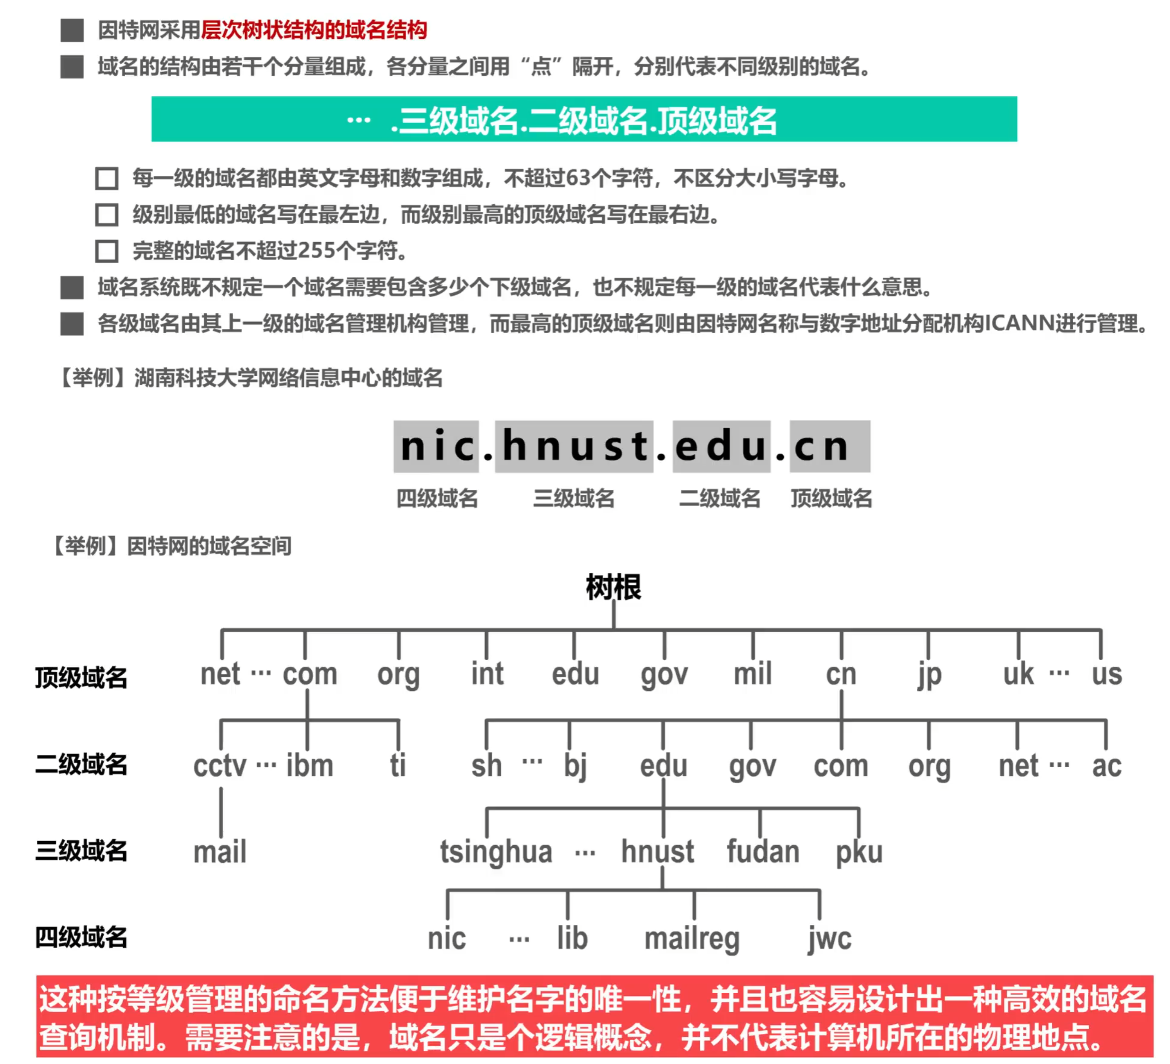 因特网采用层次树状结构的域名结构
域名的结构由若干个分量组成，各分量之间用“点”隔开，分别代表不同级别的域名。
… .三级域名.二级域名.顶级域名
每一级的域名都由英文字母和数字组成，不超过63个字符，不区分大小写字母。
级别最低的域名写在最左边，而级别最高的顶级域名写在最右边。
完整的域名不超过255个字符。
域名系统既不规定一个域名需要包含多少个下级域名，也不规定每一级的域名代表什么意思。
各级域名由其上一级的域名管理机构管理，而最高的顶级域名则由因特网名称与数字地址分配机构ICANN进行管理。
【举例】湖南科技大学网络信息中心的域名
nic.hnust.edu.cn
四级域名 三级域名 二级域名 顶级域名
【举例】因特网的域名空间
树根
顶级域名 net … com org int edu gov mil cn jp uk … us
二级域名 cctv … ibm ti sh … bj edu gov com org net … ac
三级域名 mail tsinghua … hnust fudan pku
四级域名 nic … lib mailreg jwc
这种按等级管理的命名方法便于维护名字的唯一性，并且也容易设计出一种高效的域名
查询机制。需要注意的是，域名只是个逻辑概念，并不代表计算机所在的物理地点。